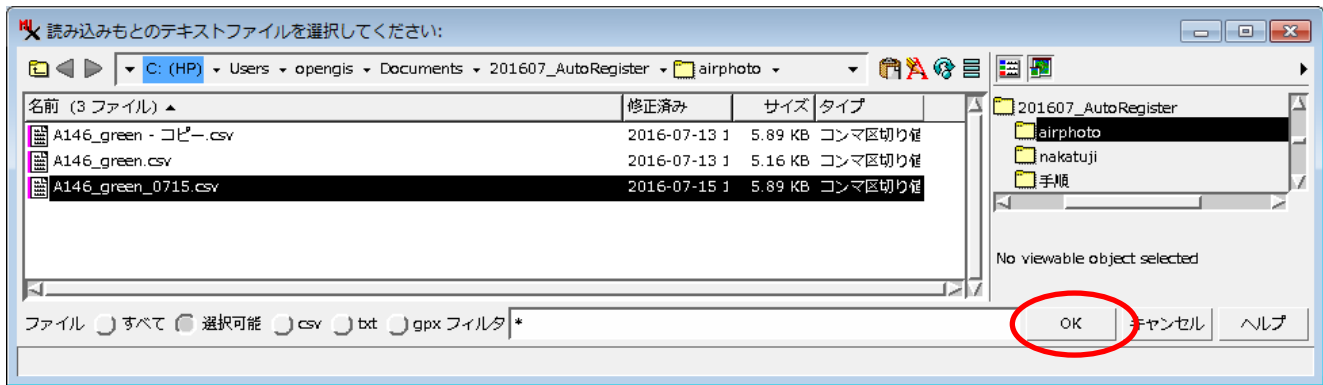 読み込みもとのテキストファイルを選択してください:
C: (HP) Users opengis Documents 201607_AutoRegister airphoto
名前 (3 ファイル) 修正済み サイズ タイプ
A146_green - コピー.csv 2016-07-13 1 5.89 KB コンマ区切り値
A146_green.csv 2016-07-13 1 5.16 KB コンマ区切り値
A146_green_0715.csv 2016-07-15 1 5.89 KB コンマ区切り値
201607_AutoRegister
airphoto
nakatuji
手順
No viewable object selected
ファイル すべて 選択可能 csv txt gpx フィルタ *
OK キャンセル ヘルプ